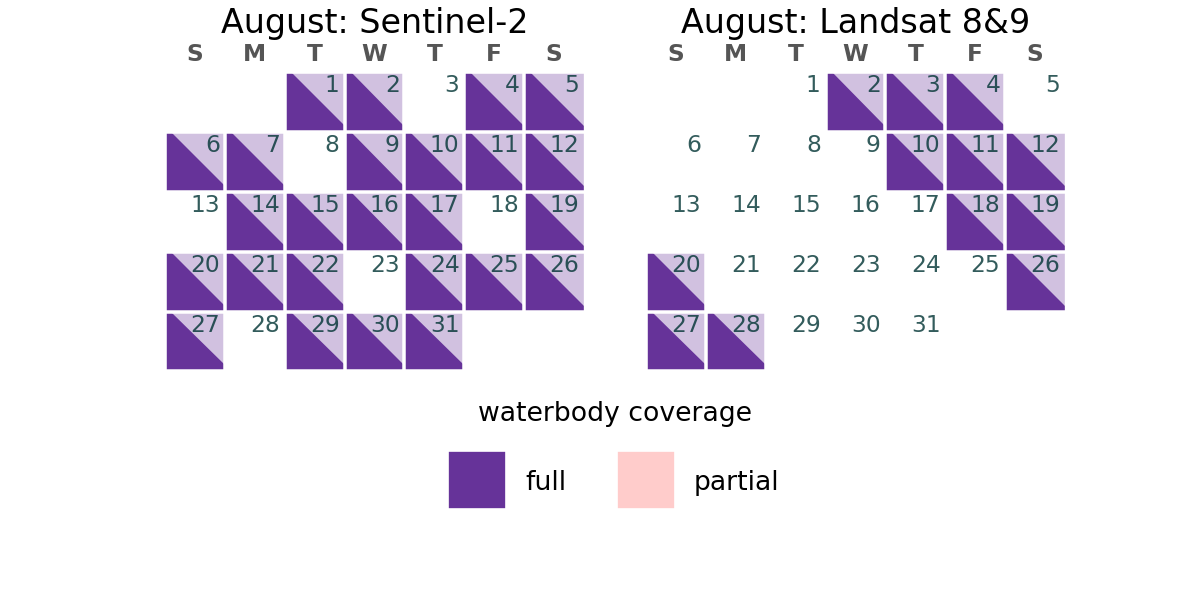 August: Sentinel-2
S M T W T F S
1 2 3 4 5
6 7 8 9 10 11 12
13 14 15 16 17 18 19
20 21 22 23 24 25 26
27 28 29 30 31
August: Landsat 8&9
S M T W T F S
1 2 3 4 5
6 7 8 9 10 11 12
13 14 15 16 17 18 19
20 21 22 23 24 25 26
27 28 29 30 31
waterbody coverage
full partial